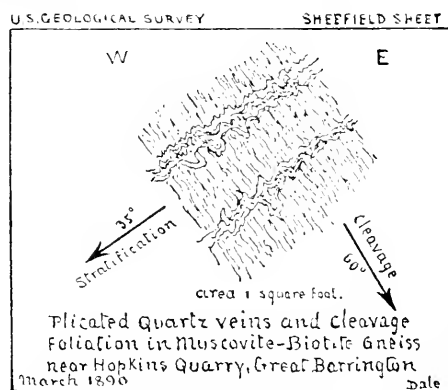 U.S. GEOLOGICAL SURVEY SHEFFIELD SHEET
W E
35°
Stratification
Cleavage
60°
area 1 square foot.
Plicated Quartz veins and Cleavage
Foliation in Muscovite-Biotite Gneiss
near Hopkins Quarry, Great Barrington
March 1890 Dale